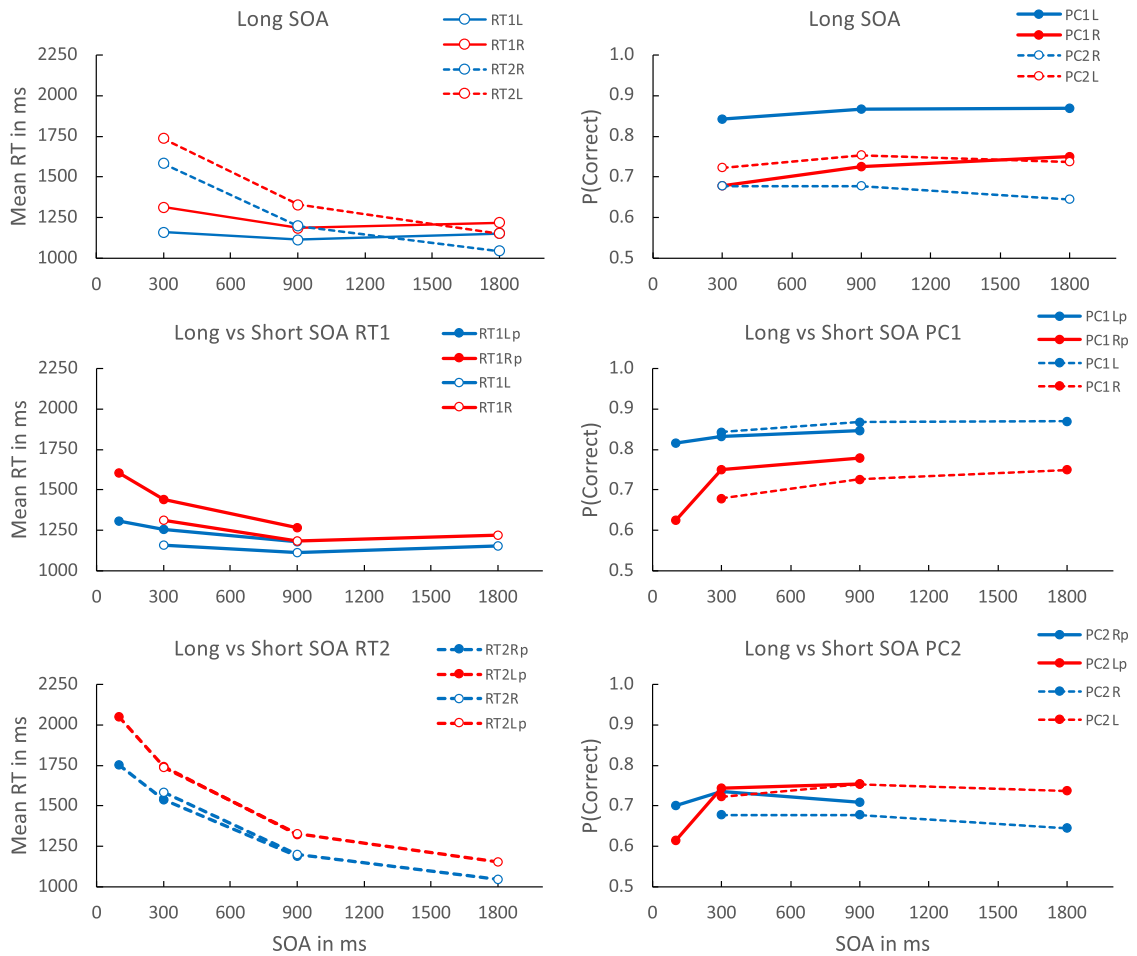 Long SOA
RT1L
RT1R
RT2R
RT2L
Mean RT in ms
2250
2000
1750
1500
1250
1000
0 300 600 900 1200 1500 1800
Long SOA
PC1L
PC1R
PC2R
PC2L
P(Correct)
1.0
0.9
0.8
0.7
0.6
0.5
0 300 600 900 1200 1500 1800
Long vs Short SOA RT1
RT1Lp
RT1Rp
RT1L
RT1R
Mean RT in ms
2250
2000
1750
1500
1250
1000
0 300 600 900 1200 1500 1800
Long vs Short SOA PC1
PC1Lp
PC1Rp
PC1L
PC1R
P(Correct)
1.0
0.9
0.8
0.7
0.6
0.5
0 300 600 900 1200 1500 1800
Long vs Short SOA RT2
RT2Rp
RT2Lp
RT2R
RT2Lp
Mean RT in ms
2250
2000
1750
1500
1250
1000
0 300 600 900 1200 1500 1800
SOA in ms
Long vs Short SOA PC2
PC2Rp
PC2Lp
PC2R
PC2L
P(Correct)
1.0
0.9
0.8
0.7
0.6
0.5
0 300 600 900 1200 1500 1800
SOA in ms